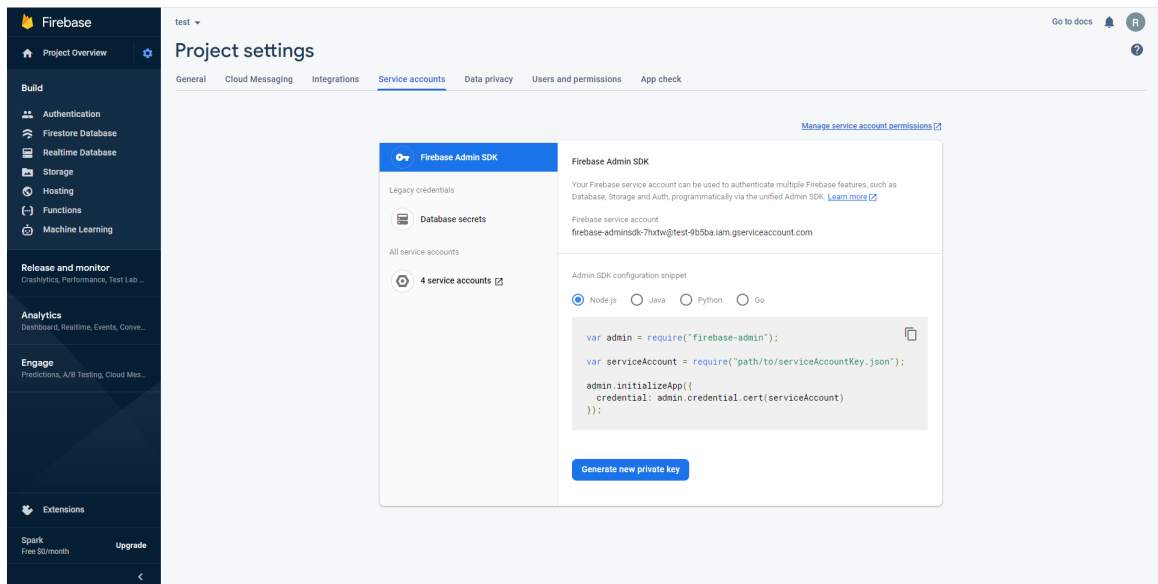 Firebase
test
Go to docs
R
Project Overview
Project settings
?
General Cloud Messaging Integrations Service accounts Data privacy Users and permissions App check
Build
Authentication
Firestore Database
Realtime Database
Storage
Hosting
Functions
Machine Learning
Release and monitor
Crashlytics, Performance, Test Lab ...
Analytics
Dashboard, Realtime, Events, Conve...
Engage
Predictions, A/B Testing, Cloud Mes...
Extensions
Spark
Free $0/month
Upgrade
Manage service account permissions
Firebase Admin SDK
Legacy credentials
Database secrets
All service accounts
4 service accounts
Firebase Admin SDK
Your Firebase service account can be used to authenticate multiple Firebase features, such as
Database, Storage and Auth, programmatically via the unified Admin SDK. Learn more
Firebase service account
firebase-adminsdk-7hxtw@test-9b5ba.iam.gserviceaccount.com
Admin SDK configuration snippet
Node.js Java Python Go
var admin = require("firebase-admin");
var serviceAccount = require("path/to/serviceAccountKey.json");
admin.initializeApp({
credential: admin.credential.cert(serviceAccount)
});
Generate new private key